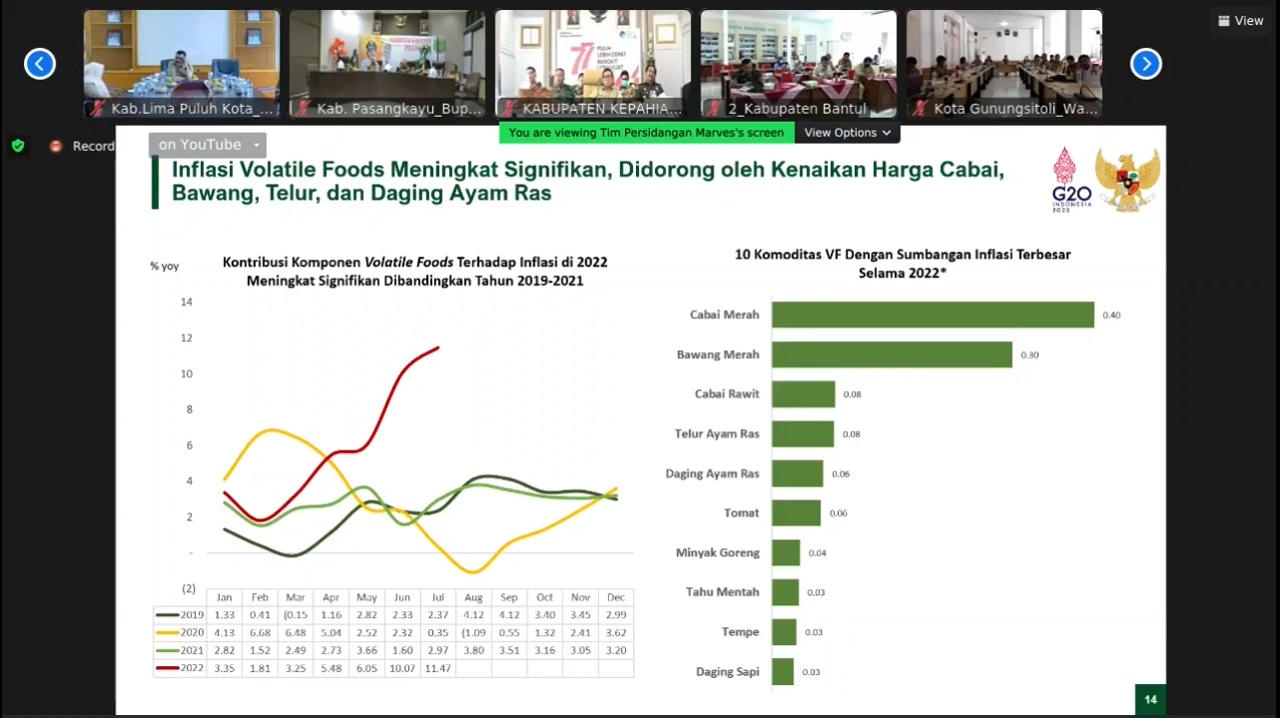 View
Kab.Lima Puluh Kota_...
Kab. Pasangkayu_Bup...
KABUPATEN KEPAHIA...
2_Kabupaten Bantul
Kota Gunungsitoli_Wa...
PULIH
LEBIH CEPAT
You are viewing Tim Persidangan Marves's screen
View Options
Record
on YouTube
Inflasi Volatile Foods Meningkat Signifikan, Didorong oleh Kenaikan Harga Cabai,
Bawang, Telur, dan Daging Ayam Ras
G20
INDONESIA
2022
% yoy
Kontribusi Komponen Volatile Foods Terhadap Inflasi di 2022
Meningkat Signifikan Dibandingkan Tahun 2019-2021
14
12
10
8
6
4
2
-
(2)
Jan Feb Mar Apr May Jun Jul Aug Sep Oct Nov Dec
2019 1.33 0.41 (0.15 1.16 2.82 2.33 2.37 4.12 4.12 3.40 3.45 2.99
2020 4.13 6.68 6.48 5.04 2.52 2.32 0.35 (1.09 0.55 1.32 2.41 3.62
2021 2.82 1.52 2.49 2.73 3.66 1.60 2.97 3.80 3.51 3.16 3.05 3.20
2022 3.35 1.81 3.25 5.48 6.05 10.07 11.47
10 Komoditas VF Dengan Sumbangan Inflasi Terbesar
Selama 2022*
Cabai Merah 0.40
Bawang Merah 0.30
Cabai Rawit 0.08
Telur Ayam Ras 0.08
Daging Ayam Ras 0.06
Tomat 0.06
Minyak Goreng 0.04
Tahu Mentah 0.03
Tempe 0.03
Daging Sapi 0.03
14